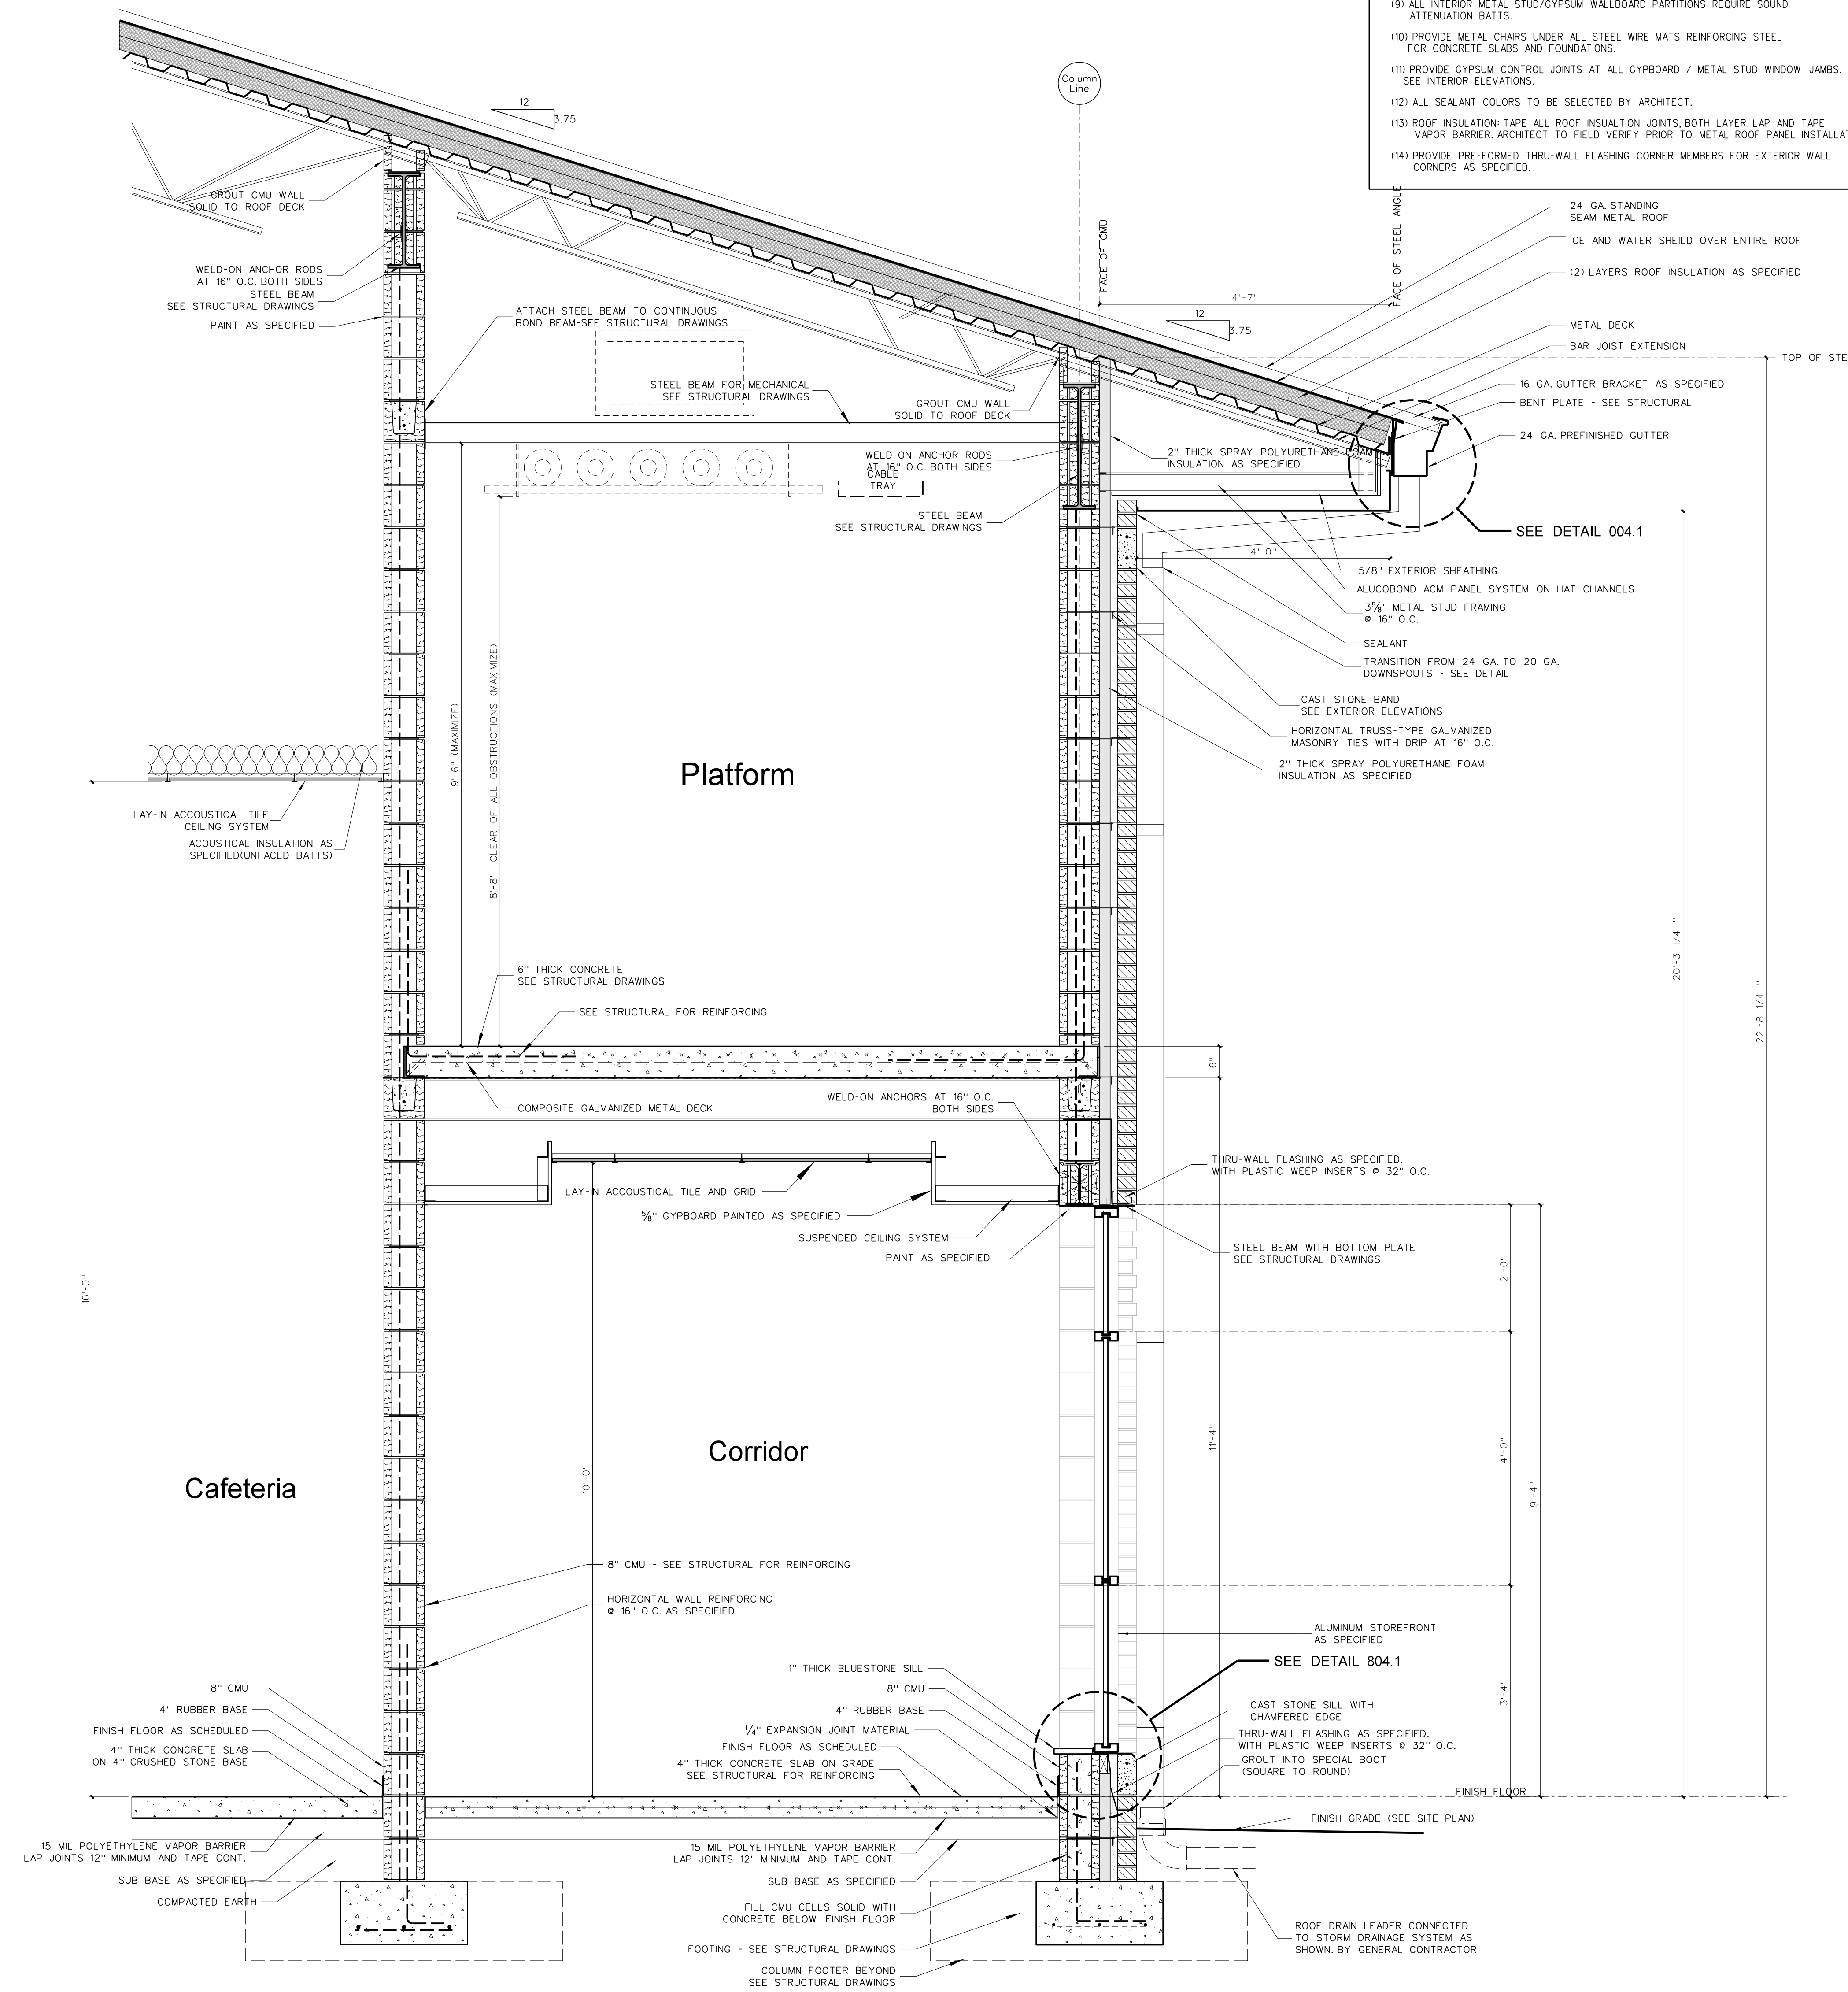 (9) ALL INTERIOR METAL STUD/GYPSUM WALLBOARD PARTITIONS REQUIRE SOUND
ATTENUATION BATTS.
(10) PROVIDE METAL CHAIRS UNDER ALL STEEL WIRE MATS REINFORCING STEEL
FOR CONCRETE SLABS AND FOUNDATIONS.
(11) PROVIDE GYPSUM CONTROL JOINTS AT ALL GYPBOARD / METAL STUD WINDOW JAMBS.
SEE INTERIOR ELEVATIONS.
(12) ALL SEALANT COLORS TO BE SELECTED BY ARCHITECT.
(13) ROOF INSULATION: TAPE ALL ROOF INSUALTION JOINTS, BOTH LAYER. LAP AND TAPE
VAPOR BARRIER. ARCHITECT TO FIELD VERIFY PRIOR TO METAL ROOF PANEL INSTALLAT
(14) PROVIDE PRE-FORMED THRU-WALL FLASHING CORNER MEMBERS FOR EXTERIOR WALL
CORNERS AS SPECIFIED.
Column
Line
12
3.75
GROUT CMU WALL
SOLID TO ROOF DECK
WELD-ON ANCHOR RODS
AT 16" O.C. BOTH SIDES
STEEL BEAM
SEE STRUCTURAL DRAWINGS
PAINT AS SPECIFIED
ATTACH STEEL BEAM TO CONTINUOUS
BOND BEAM-SEE STRUCTURAL DRAWINGS
STEEL BEAM FOR MECHANICAL
SEE STRUCTURAL DRAWINGS
GROUT CMU WALL
SOLID TO ROOF DECK
WELD-ON ANCHOR RODS
AT 16" O.C. BOTH SIDES
CABLE
TRAY
STEEL BEAM
SEE STRUCTURAL DRAWINGS
FACE OF CMU
FACE OF STEEL ANGLE
4'-7"
12
3.75
24 GA. STANDING
SEAM METAL ROOF
ICE AND WATER SHEILD OVER ENTIRE ROOF
(2) LAYERS ROOF INSULATION AS SPECIFIED
METAL DECK
BAR JOIST EXTENSION
TOP OF STE
16 GA. GUTTER BRACKET AS SPECIFIED
BENT PLATE - SEE STRUCTURAL
24 GA. PREFINISHED GUTTER
2" THICK SPRAY POLYURETHANE FOAM
INSULATION AS SPECIFIED
SEE DETAIL 004.1
4'-0"
5/8" EXTERIOR SHEATHING
ALUCOBOND ACM PANEL SYSTEM ON HAT CHANNELS
3⅝" METAL STUD FRAMING
@ 16" O.C.
SEALANT
TRANSITION FROM 24 GA. TO 20 GA.
DOWNSPOUTS - SEE DETAIL
CAST STONE BAND
SEE EXTERIOR ELEVATIONS
HORIZONTAL TRUSS-TYPE GALVANIZED
MASONRY TIES WITH DRIP AT 16" O.C.
2" THICK SPRAY POLYURETHANE FOAM
INSULATION AS SPECIFIED
9'-6" (MAXIMIZE)
8'-8" CLEAR OF ALL OBSTRUCTIONS (MAXIMIZE)
Platform
LAY-IN ACCOUSTICAL TILE
CEILING SYSTEM
ACOUSTICAL INSULATION AS
SPECIFIED(UNFACED BATTS)
6" THICK CONCRETE
SEE STRUCTURAL DRAWINGS
SEE STRUCTURAL FOR REINFORCING
20'-3 1/4 "
22'-8 1/4 "
6"
COMPOSITE GALVANIZED METAL DECK
WELD-ON ANCHORS AT 16" O.C.
BOTH SIDES
LAY-IN ACCOUSTICAL TILE AND GRID
⅝" GYPBOARD PAINTED AS SPECIFIED
SUSPENDED CEILING SYSTEM
PAINT AS SPECIFIED
THRU-WALL FLASHING AS SPECIFIED.
WITH PLASTIC WEEP INSERTS @ 32" O.C.
STEEL BEAM WITH BOTTOM PLATE
SEE STRUCTURAL DRAWINGS
16'-0"
2'-0"
4'-0"
9'-4"
11'-4"
10'-0"
3'-4"
Cafeteria
Corridor
8" CMU - SEE STRUCTURAL FOR REINFORCING
HORIZONTAL WALL REINFORCING
@ 16" O.C. AS SPECIFIED
ALUMINUM STOREFRONT
AS SPECIFIED
SEE DETAIL 804.1
8" CMU
4" RUBBER BASE
FINISH FLOOR AS SCHEDULED
4" THICK CONCRETE SLAB
ON 4" CRUSHED STONE BASE
1" THICK BLUESTONE SILL
8" CMU
4" RUBBER BASE
1/4" EXPANSION JOINT MATERIAL
FINISH FLOOR AS SCHEDULED
4" THICK CONCRETE SLAB ON GRADE
SEE STRUCTURAL FOR REINFORCING
CAST STONE SILL WITH
CHAMFERED EDGE
THRU-WALL FLASHING AS SPECIFIED.
WITH PLASTIC WEEP INSERTS @ 32" O.C.
GROUT INTO SPECIAL BOOT
(SQUARE TO ROUND)
FINISH FLOOR
FINISH GRADE (SEE SITE PLAN)
15 MIL POLYETHYLENE VAPOR BARRIER
LAP JOINTS 12" MINIMUM AND TAPE CONT.
SUB BASE AS SPECIFIED
COMPACTED EARTH
15 MIL POLYETHYLENE VAPOR BARRIER
LAP JOINTS 12" MINIMUM AND TAPE CONT.
SUB BASE AS SPECIFIED
FILL CMU CELLS SOLID WITH
CONCRETE BELOW FINISH FLOOR
FOOTING - SEE STRUCTURAL DRAWINGS
COLUMN FOOTER BEYOND
SEE STRUCTURAL DRAWINGS
ROOF DRAIN LEADER CONNECTED
TO STORM DRAINAGE SYSTEM AS
SHOWN. BY GENERAL CONTRACTOR